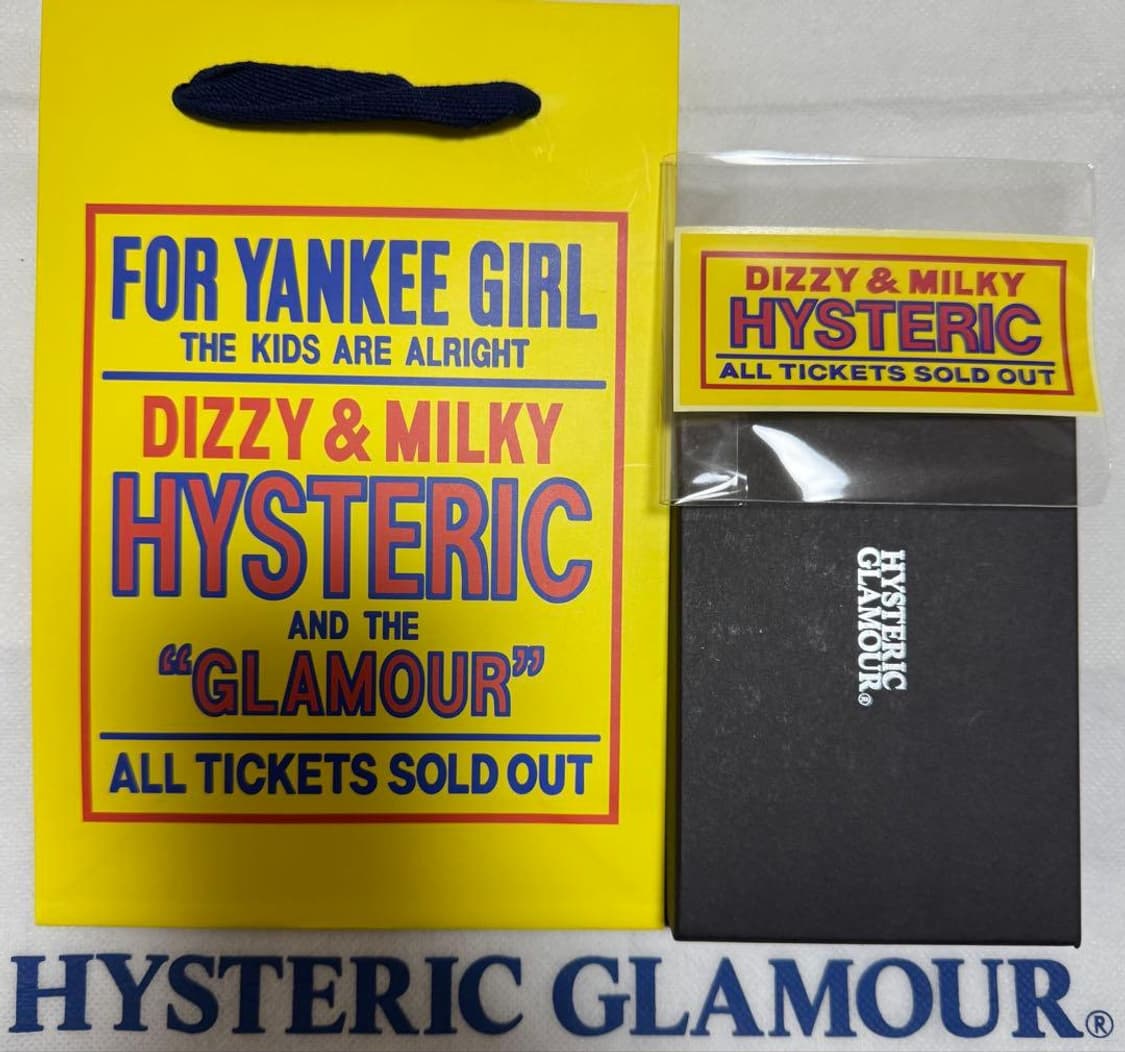 FOR YANKEE GIRL
THE KIDS ARE ALRIGHT
DIZZY & MILKY
HYSTERIC
AND THE
“GLAMOUR”
ALL TICKETS SOLD OUT
DIZZY & MILKY
HYSTERIC
ALL TICKETS SOLD OUT
HYSTERIC
GLAMOUR®
HYSTERIC GLAMOUR®